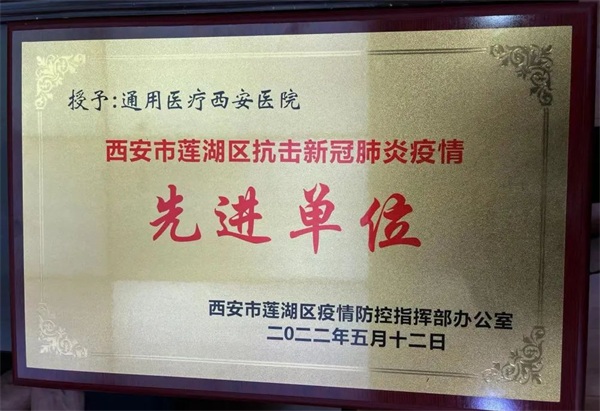 授予:通用医疗西安医院
西安市莲湖区抗击新冠肺炎疫情
先进单位
西安市莲湖区疫情防控指挥部办公室
二0二二年五月十二日